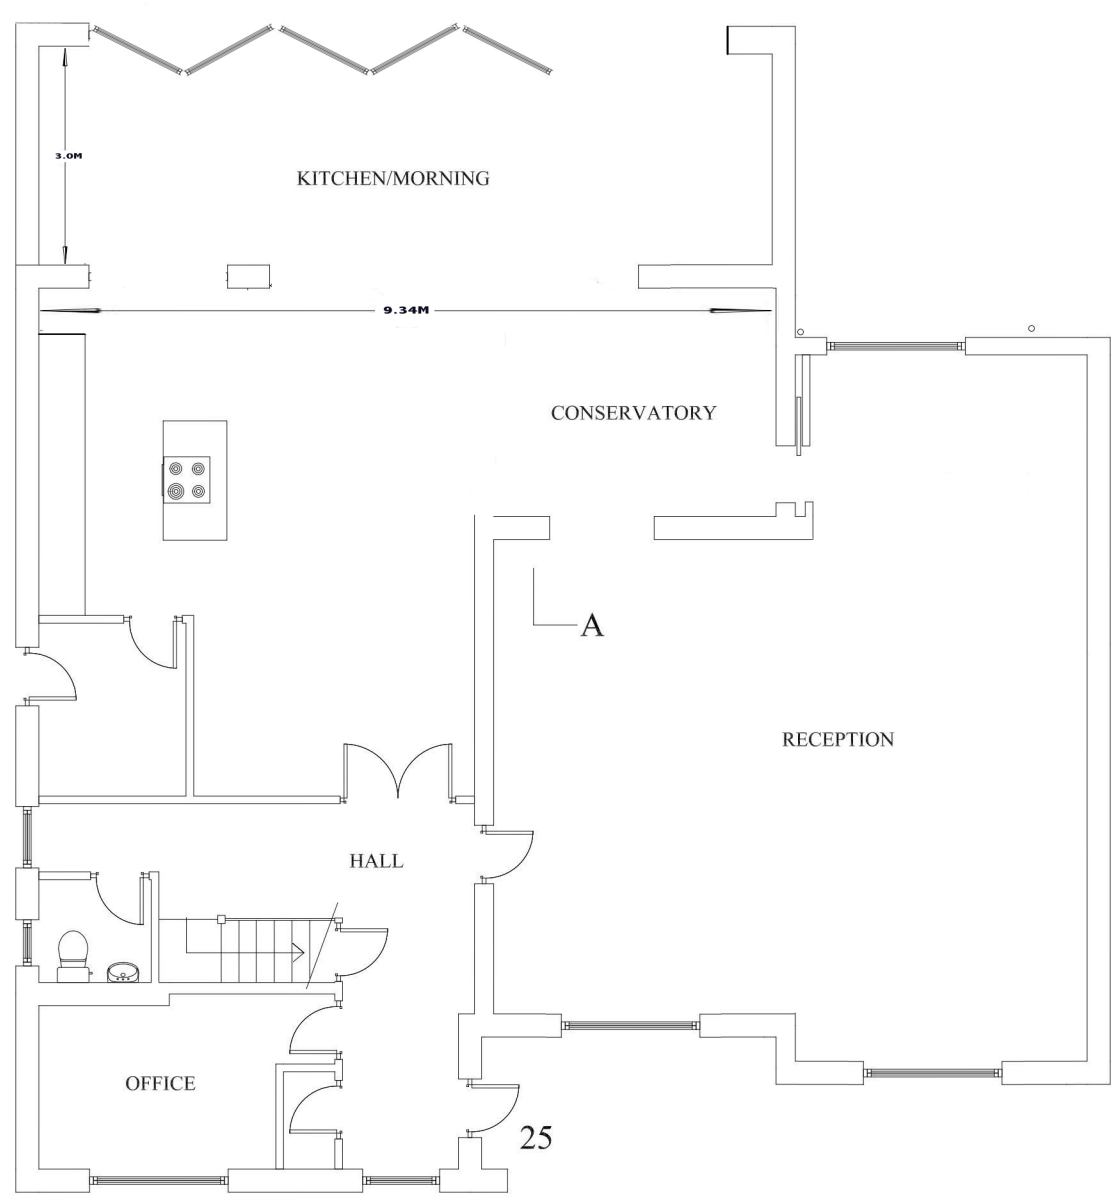 3.0M
KITCHEN/MORNING
9.34M
CONSERVATORY
A
RECEPTION
HALL
OFFICE
25